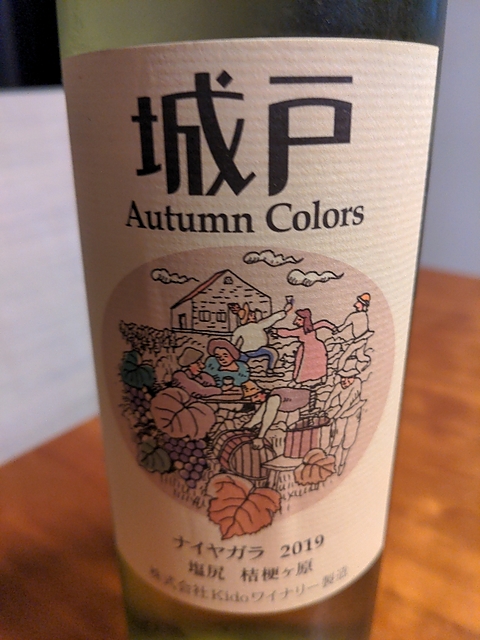 城戸
Autumn Colors
ナイヤガラ 2019
塩尻 桔梗ヶ原
株式会社Kidoワイナリー製造